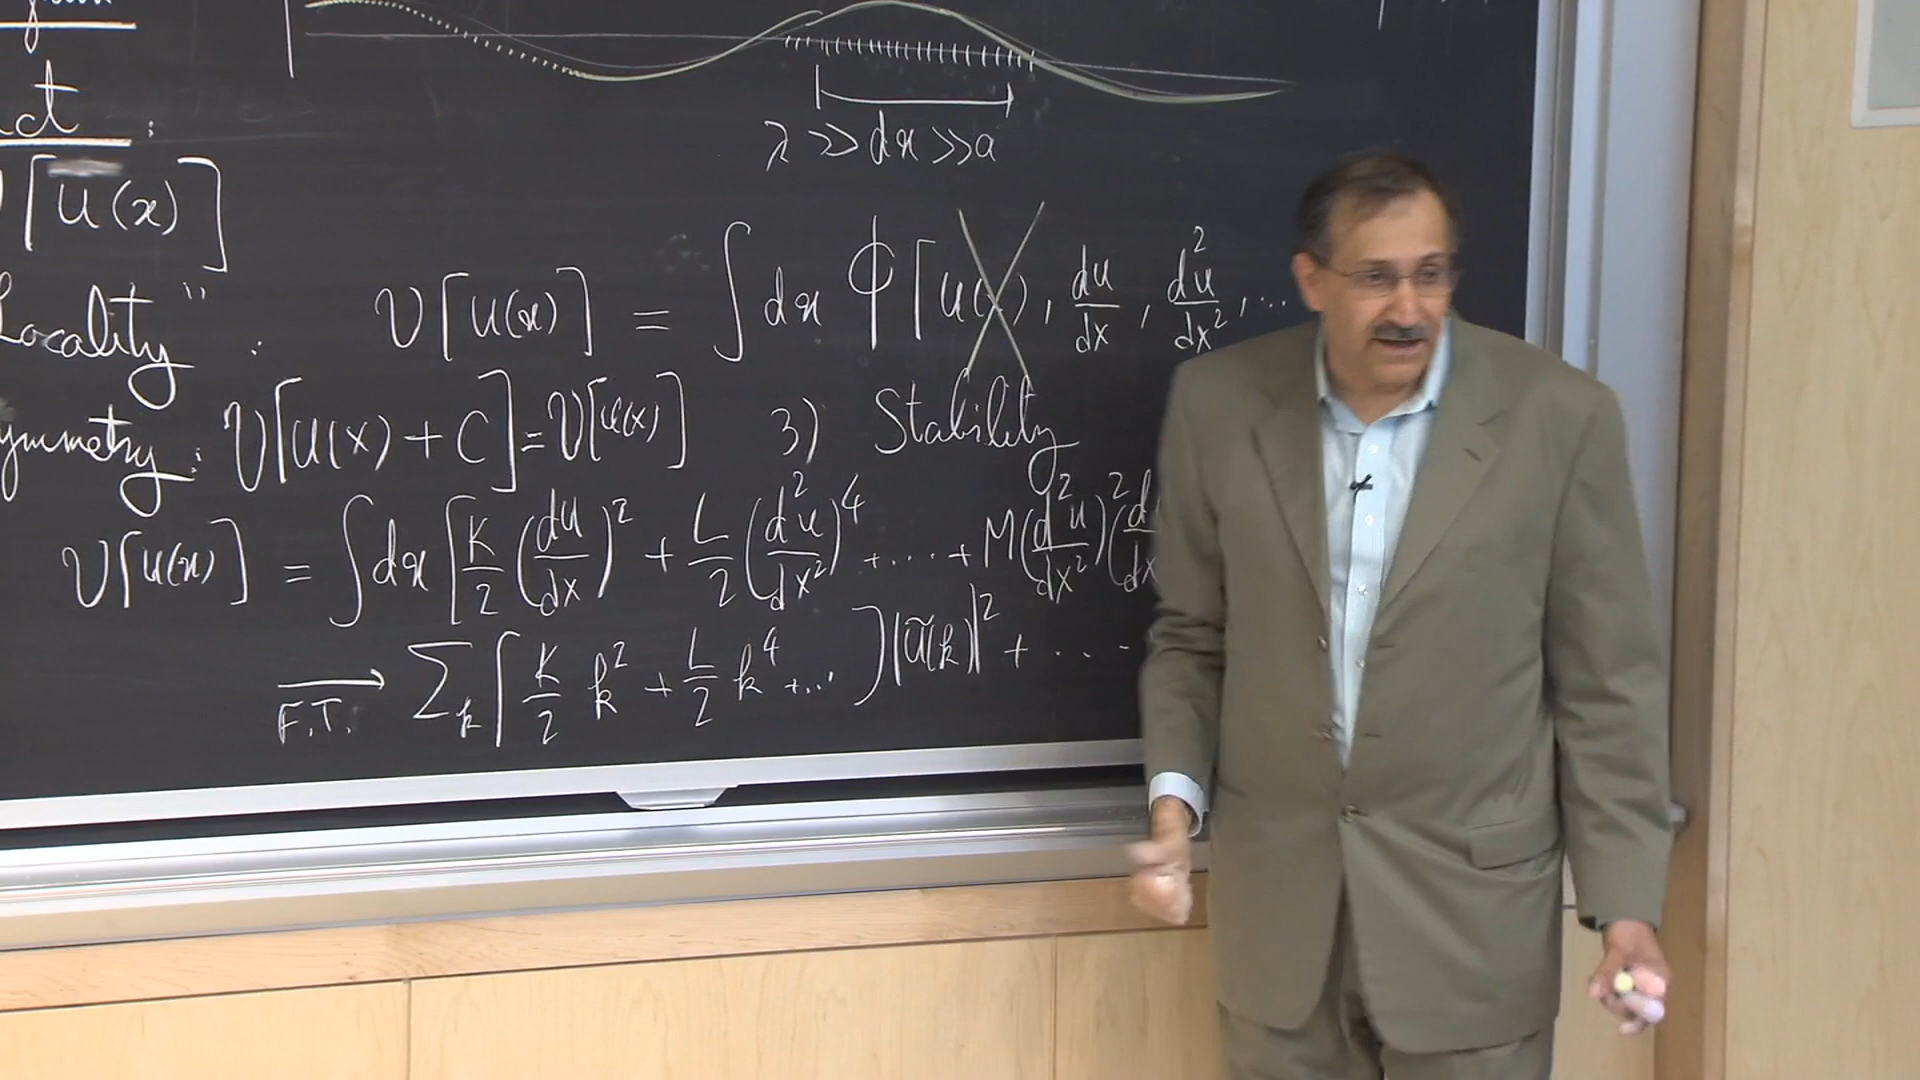 ct :
λ >> dx >> a
[u(x)]
Locality" : V[u(x)] = ∫dx Φ[u(x), du/dx, d²u/dx², ...
ymmetry : V[u(x) + C] = V[u(x)] 3) Stability
V[u(x)] = ∫dx [K/2 (du/dx)² + L/2 (d²u/dx²)⁴ + .... + M(d²u/dx²)²(d
F.T. → Σ_k [K/2 k² + L/2 k⁴ + ... ]|ũ(k)|² + ....